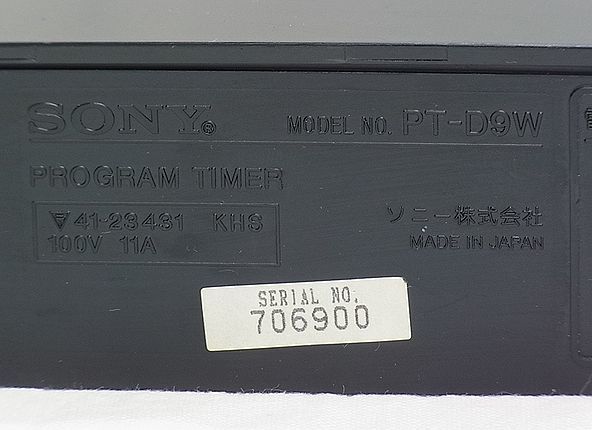 SONY® MODEL NO. PT-D9W
PROGRAM TIMER
41-23431 KHS
100V 11A
ソニー株式会社
MADE IN JAPAN
SERIAL NO.
706900